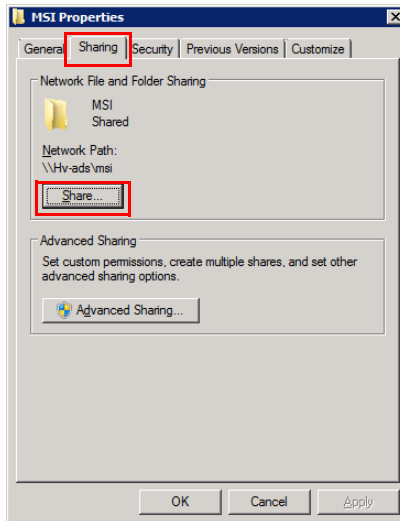 MSI Properties
General Sharing Security Previous Versions Customize
Network File and Folder Sharing
MSI
Shared
Network Path:
\\Hv-ads\msi
Share...
Advanced Sharing
Set custom permissions, create multiple shares, and set other
advanced sharing options.
Advanced Sharing...
OK Cancel Apply